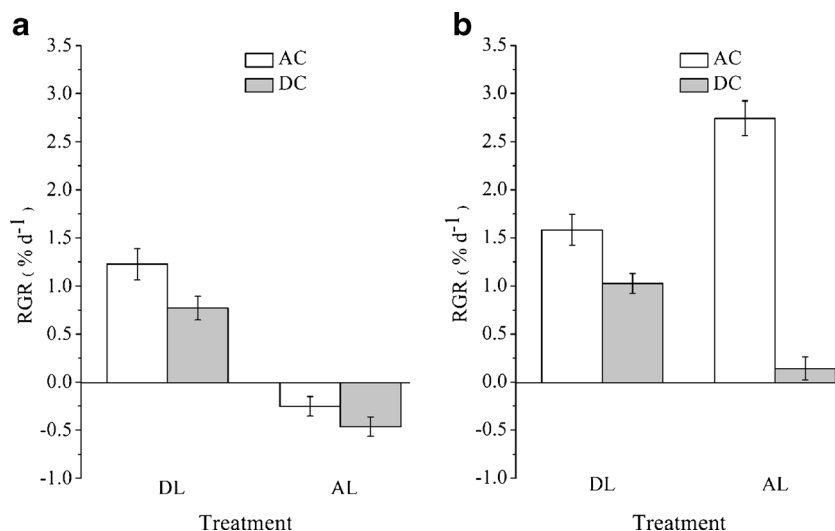 a
3.5
3.0
2.5
2.0
1.5
1.0
0.5
0.0
-0.5
-1.0
RGR ( % d-1 )
AC
DC
DL
AL
Treatment
b
3.5
3.0
2.5
2.0
1.5
1.0
0.5
0.0
-0.5
-1.0
RGR ( % d-1 )
AC
DC
DL
AL
Treatment